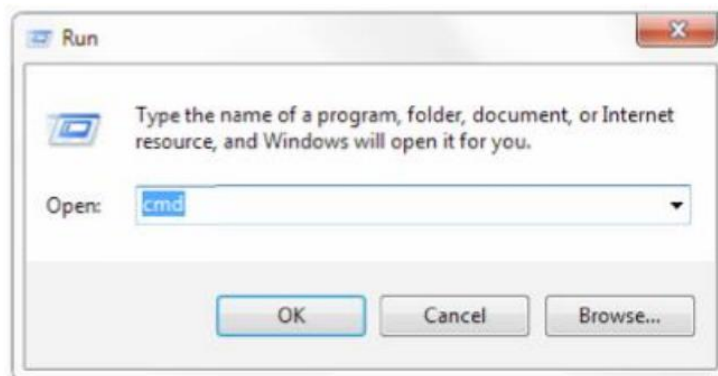 Run
Type the name of a program, folder, document, or Internet
resource, and Windows will open it for you.
Open: cmd
OK Cancel Browse...